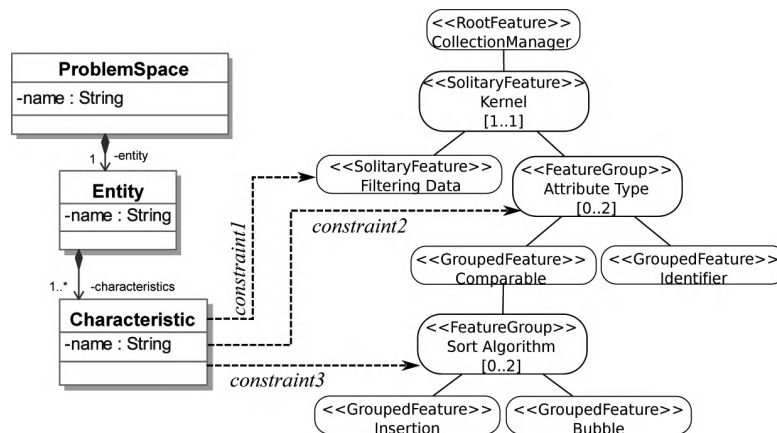 ProblemSpace
-name : String
1
-entity
Entity
-name : String
1..*
-characteristics
Characteristic
-name : String
constraint1
constraint2
constraint3
<<RootFeature>>
CollectionManager
<<SolitaryFeature>>
Kernel
[1..1]
<<SolitaryFeature>>
Filtering Data
<<FeatureGroup>>
Attribute Type
[0..2]
<<GroupedFeature>>
Comparable
<<GroupedFeature>>
Identifier
<<FeatureGroup>>
Sort Algorithm
[0..2]
<<GroupedFeature>>
Insertion
<<GroupedFeature>>
Bubble